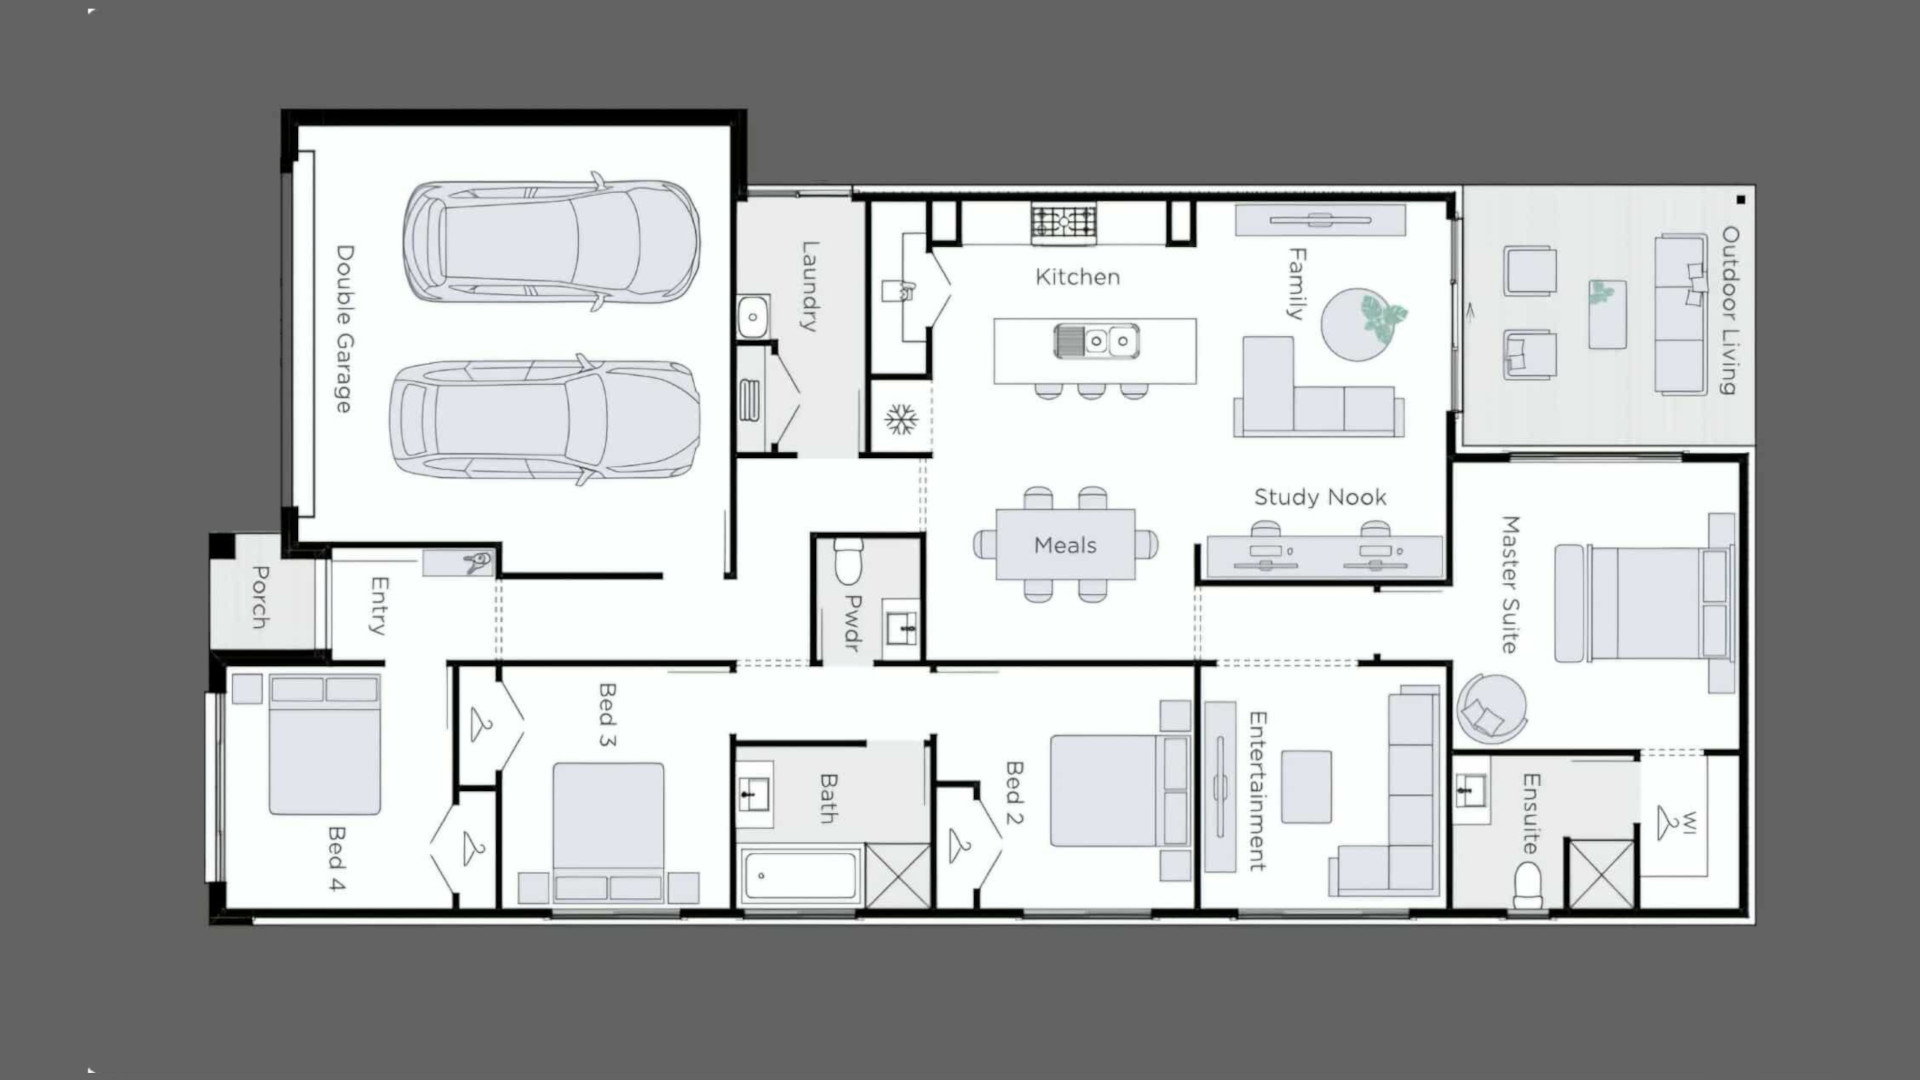 Double Garage
Laundry
Kitchen
Family
Outdoor Living
Study Nook
Meals
Master Suite
Porch
Entry
Pwdr
Bed 3
Bed 4
Bath
Bed 2
Entertainment
Ensuite
WI